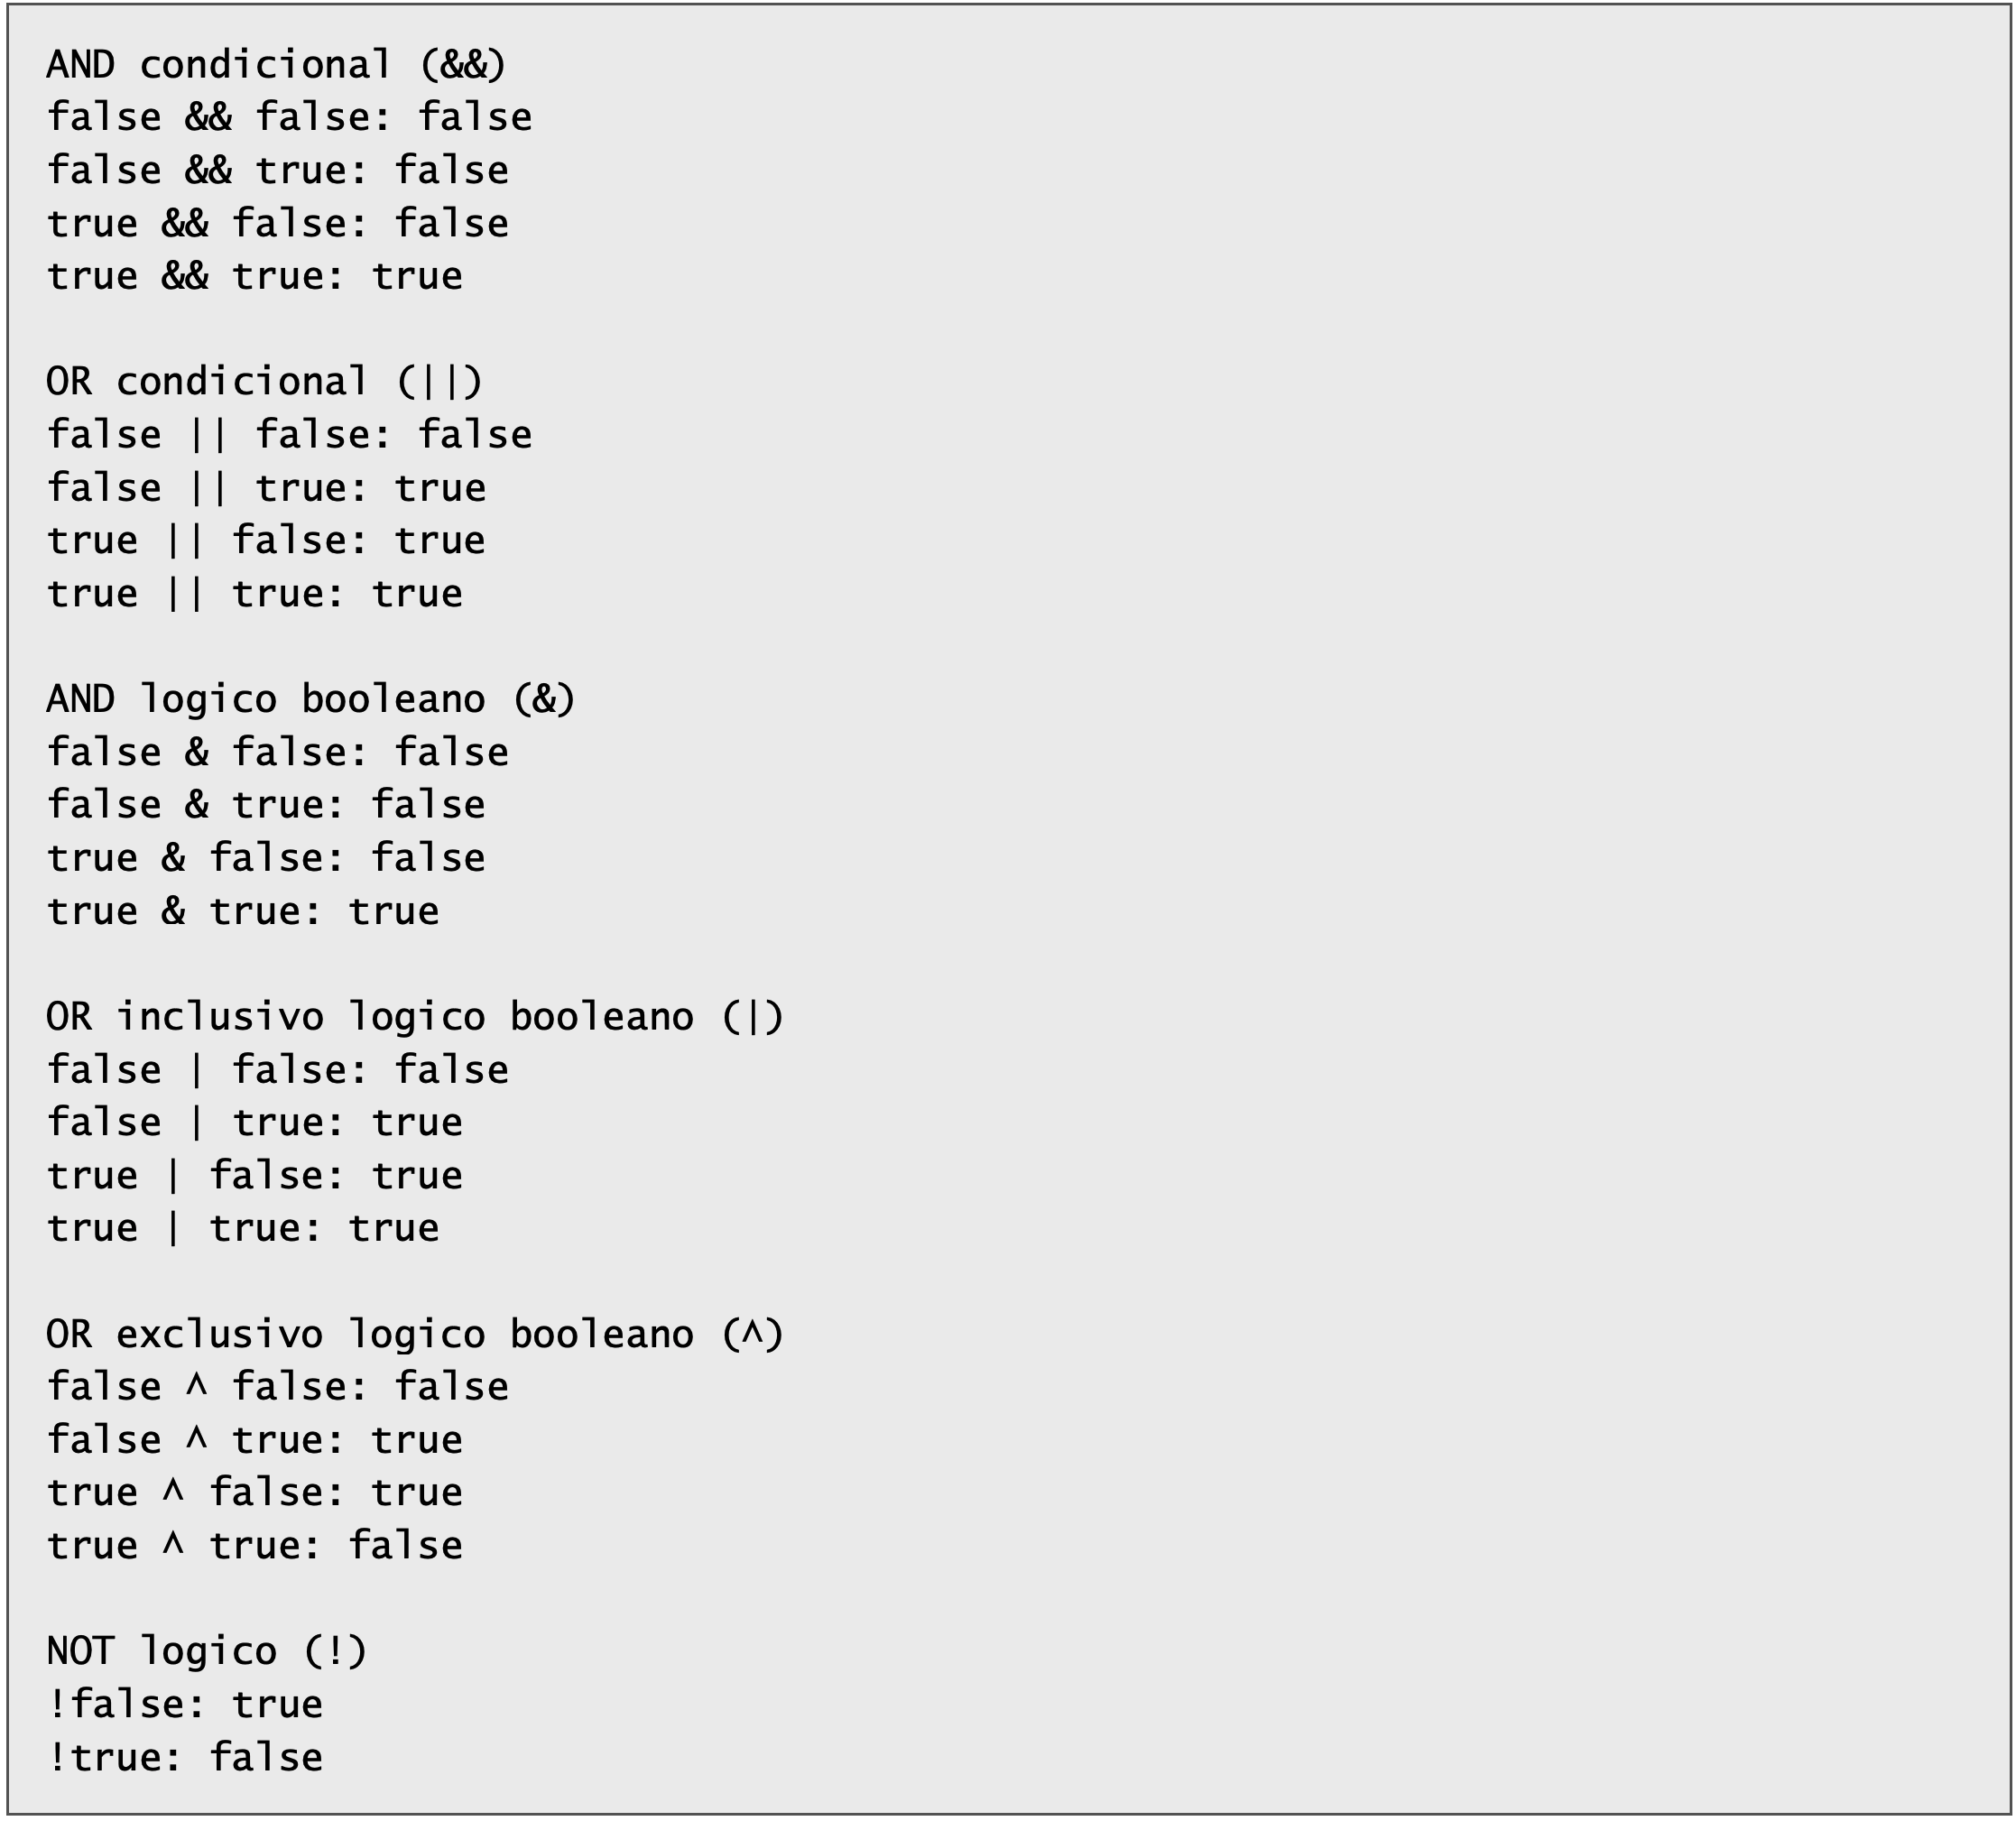 AND condicional (&&)
false && false: false
false && true: false
true && false: false
true && true: true
OR condicional (||)
false || false: false
false || true: true
true || false: true
true || true: true
AND logico booleano (&)
false & false: false
false & true: false
true & false: false
true & true: true
OR inclusivo logico booleano (|)
false | false: false
false | true: true
true | false: true
true | true: true
OR exclusivo logico booleano (^)
false ^ false: false
false ^ true: true
true ^ false: true
true ^ true: false
NOT logico (!)
!false: true
!true: false